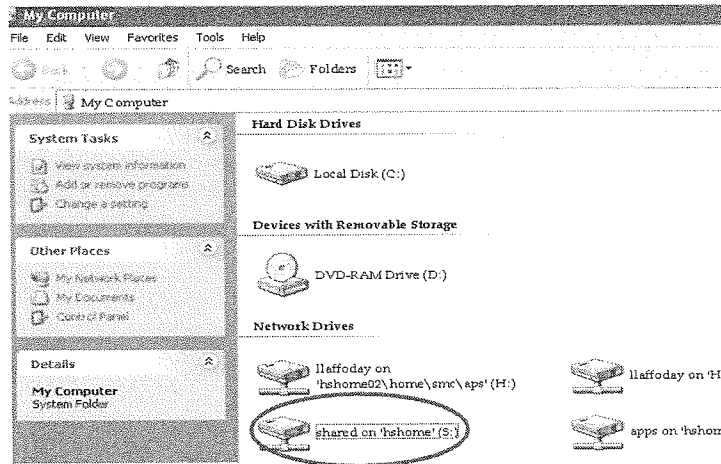 My Computer
File Edit View Favorites Tools Help
Back Search Folders
Address My Computer
System Tasks
View system information
Add or remove programs
Change a setting
Other Places
My Network Places
My Documents
Control Panel
Details
My Computer
System Folder
Hard Disk Drives
Local Disk (C:)
Devices with Removable Storage
DVD-RAM Drive (D:)
Network Drives
llaffoday on
'hshome02\home\smc\aps' (H:)
llaffoday on 'H
shared on 'hshome' (S:)
apps on 'hshom